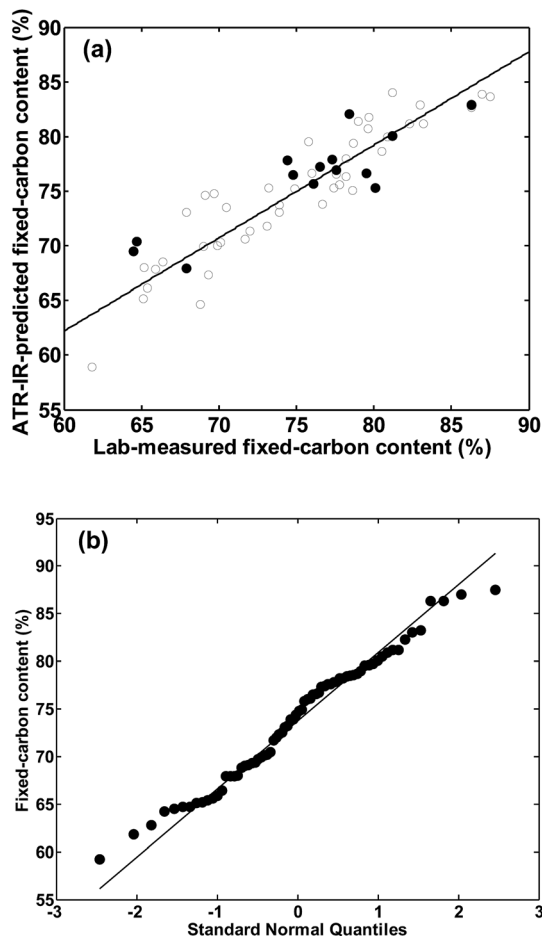 (a)
ATR-IR-predicted fixed-carbon content (%)
90
85
80
75
70
65
60
55
60 65 70 75 80 85 90
Lab-measured fixed-carbon content (%)
(b)
Fixed-carbon content (%)
95
90
85
80
75
70
65
60
55
-3 -2 -1 0 1 2 3
Standard Normal Quantiles